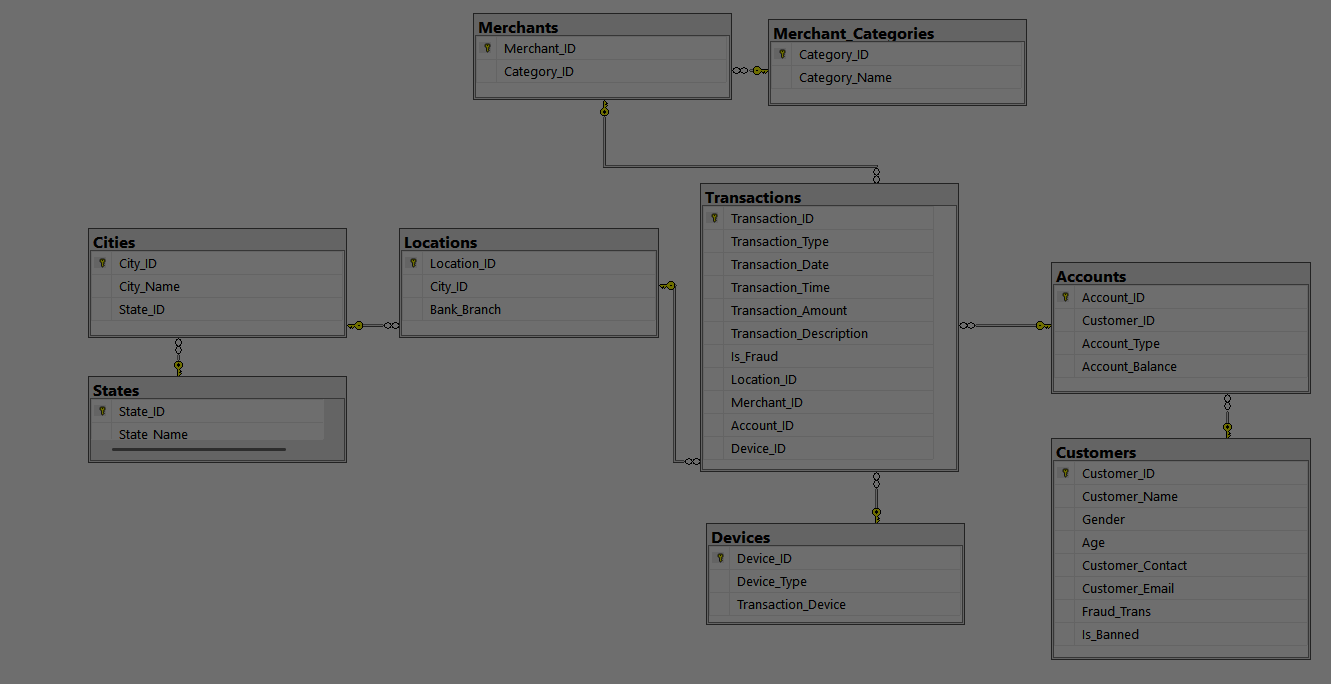 Merchants
Merchant_ID
Category_ID
Merchant_Categories
Category_ID
Category_Name
Transactions
Transaction_ID
Transaction_Type
Transaction_Date
Transaction_Time
Transaction_Amount
Transaction_Description
Is_Fraud
Location_ID
Merchant_ID
Account_ID
Device_ID
Cities
City_ID
City_Name
State_ID
Locations
Location_ID
City_ID
Bank_Branch
Accounts
Account_ID
Customer_ID
Account_Type
Account_Balance
States
State_ID
State_Name
Customers
Customer_ID
Customer_Name
Gender
Age
Customer_Contact
Customer_Email
Fraud_Trans
Is_Banned
Devices
Device_ID
Device_Type
Transaction_Device